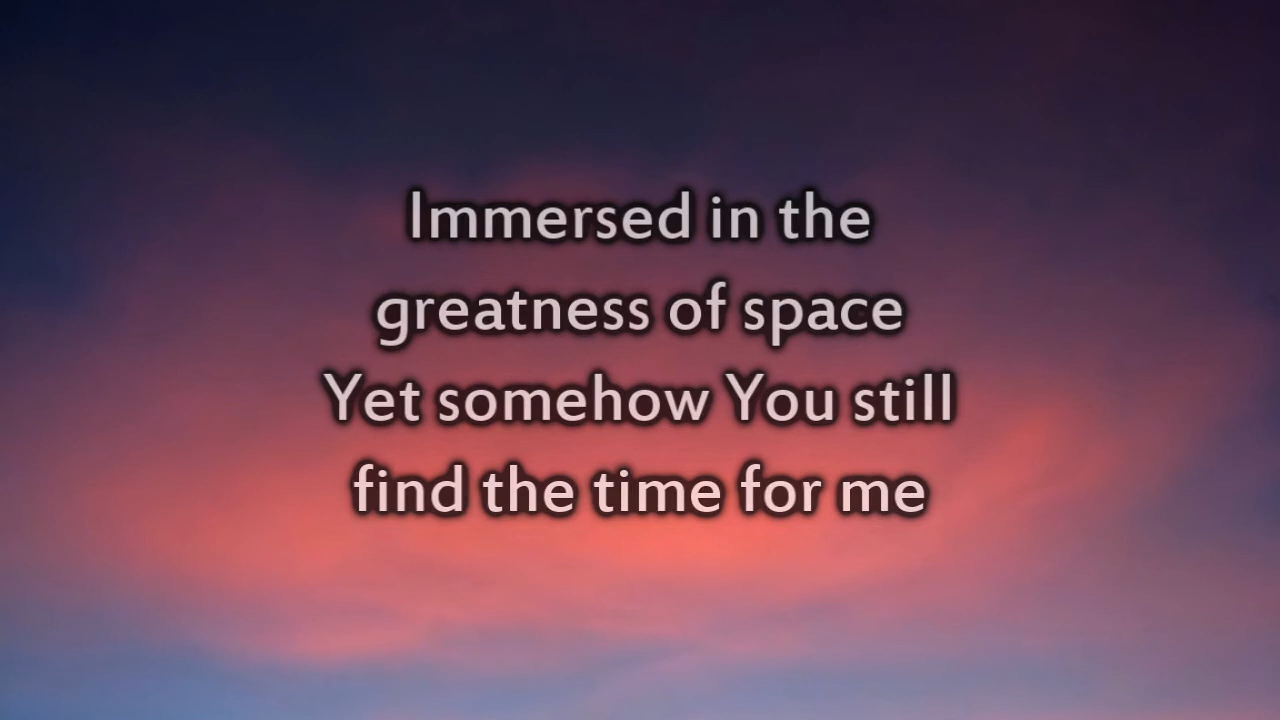 Immersed in the
greatness of space
Yet somehow You still
find the time for me